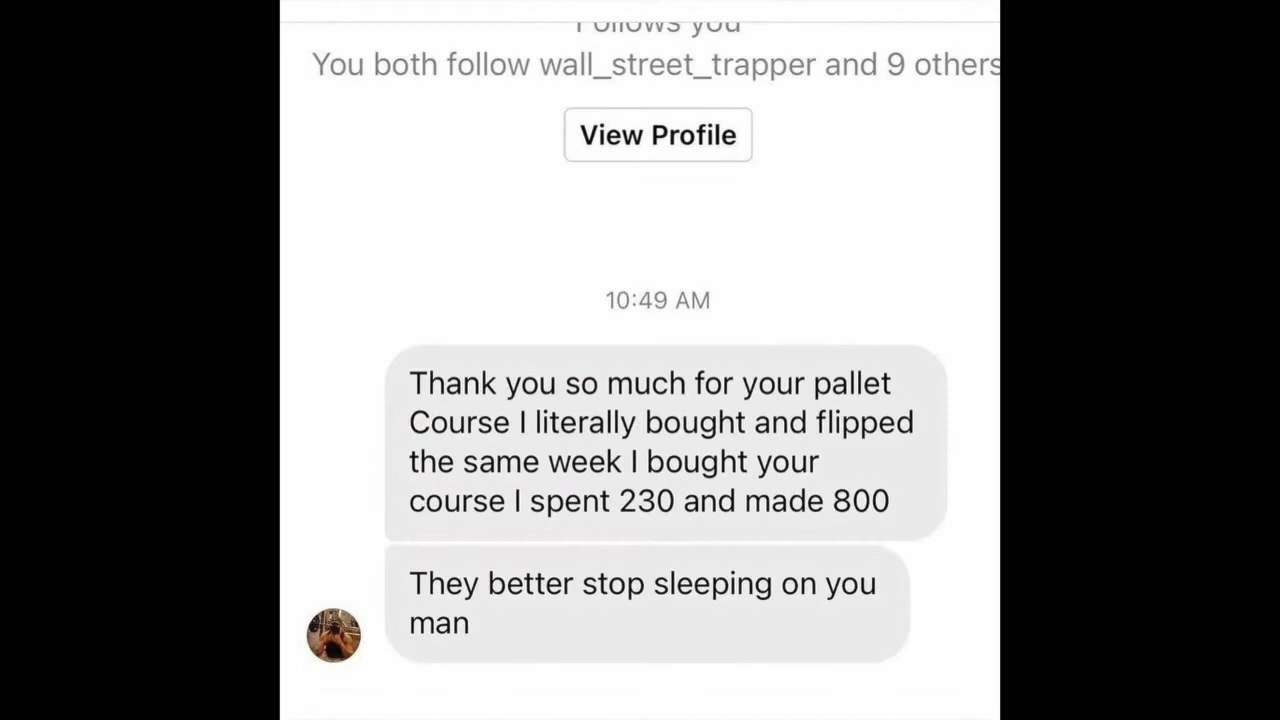 Follows you
You both follow wall_street_trapper and 9 others
View Profile
10:49 AM
Thank you so much for your pallet
Course I literally bought and flipped
the same week I bought your
course I spent 230 and made 800
They better stop sleeping on you
man